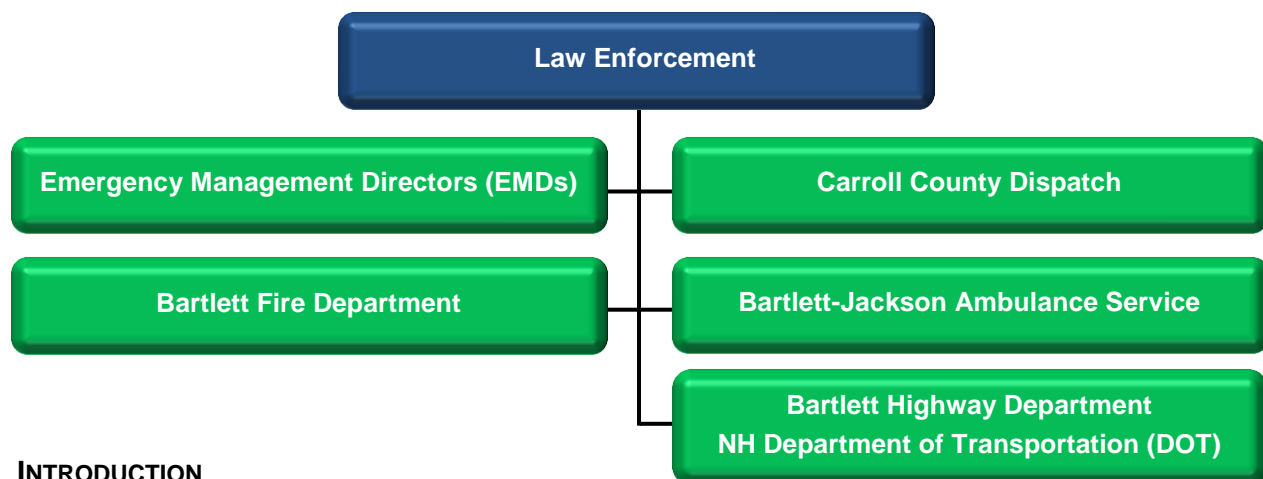 Law Enforcement
Emergency Management Directors (EMDs)
Carroll County Dispatch
Bartlett Fire Department
Bartlett-Jackson Ambulance Service
Bartlett Highway Department
NH Department of Transportation (DOT)
INTRODUCTION